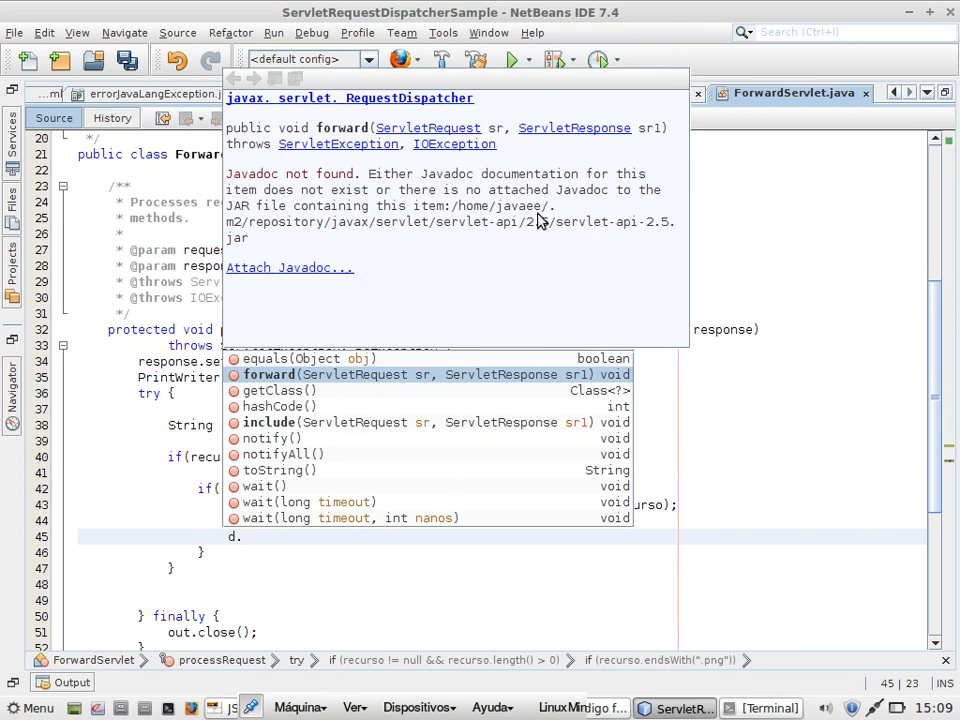 ServletRequestDispatcherSample - NetBeans IDE 7.4
File Edit View Navigate Source Refactor Run Debug Profile Team Tools Window Help
Search (Ctrl+I)
<default config>
...ml errorJavaLangException.j ForwardServlet.java
Source History
Services
Projects
Navigator
javax. servlet. RequestDispatcher
public void forward(ServletRequest sr, ServletResponse sr1)
throws ServletException, IOException
Javadoc not found. Either Javadoc documentation for this
item does not exist or there is no attached Javadoc to the
JAR file containing this item:/home/javaee/.
m2/repository/javax/servlet/servlet-api/2.5/servlet-api-2.5.
jar
Attach Javadoc...
20 */
21 public class Forwa
22
23 /**
24 * Processes re
25 * methods.
26 *
27 * @param reque
28 * @param respo
29 * @throws Serv
30 * @throws IOEx
31 */
32 protected void p response)
33 throws ServletException, IOException {
34 response.se
35 PrintWriter
36 try {
37
38 String
39
40 if(recu
41
42 if(
43 urso);
44
45 d.
46 }
47 }
48
49
50 } finally {
51 out.close();
52 }
equals(Object obj) boolean
forward(ServletRequest sr, ServletResponse sr1) void
getClass() Class<?>
hashCode() int
include(ServletRequest sr, ServletResponse sr1) void
notify() void
notifyAll() void
toString() String
wait() void
wait(long timeout) void
wait(long timeout, int nanos) void
ForwardServlet processRequest try if (recurso != null && recurso.length() > 0) if (recurso.endsWith(".png"))
Output
45 | 23 INS
Menu JS Máquina Ver Dispositivos Ayuda LinuxMin digo f... ServletR... [Terminal] 15:09